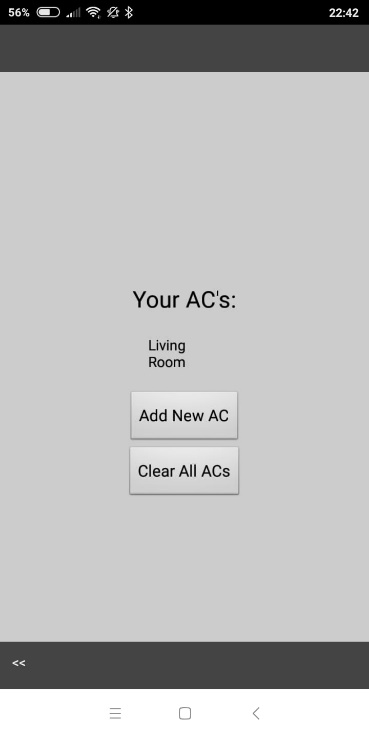 56% 22:42
Your AC's:
Living
Room
Add New AC
Clear All ACs
<<